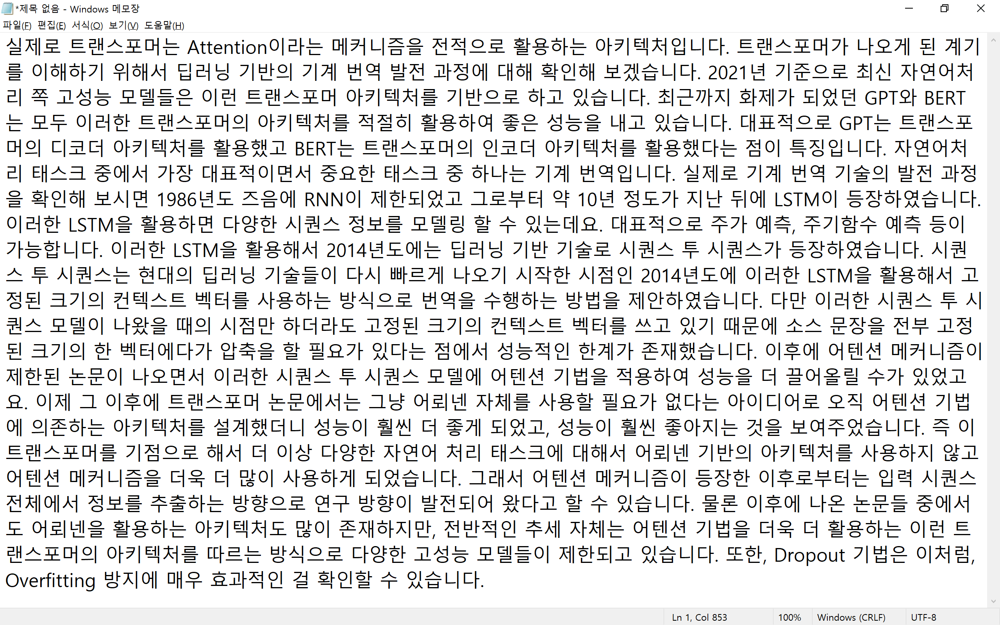 *제목 없음 - Windows 메모장
파일(F) 편집(E) 서식(O) 보기(V) 도움말(H)
실제로 트랜스포머는 Attention이라는 메커니즘을 전적으로 활용하는 아키텍처입니다. 트랜스포머가 나오게 된 계기
를 이해하기 위해서 딥러닝 기반의 기계 번역 발전 과정에 대해 확인해 보겠습니다. 2021년 기준으로 최신 자연어처
리 쪽 고성능 모델들은 이런 트랜스포머 아키텍처를 기반으로 하고 있습니다. 최근까지 화제가 되었던 GPT와 BERT
는 모두 이러한 트랜스포머의 아키텍처를 적절히 활용하여 좋은 성능을 내고 있습니다. 대표적으로 GPT는 트랜스포
머의 디코더 아키텍처를 활용했고 BERT는 트랜스포머의 인코더 아키텍처를 활용했다는 점이 특징입니다. 자연어처
리 태스크 중에서 가장 대표적이면서 중요한 태스크 중 하나는 기계 번역입니다. 실제로 기계 번역 기술의 발전 과정
을 확인해 보시면 1986년도 즈음에 RNN이 제한되었고 그로부터 약 10년 정도가 지난 뒤에 LSTM이 등장하였습니다.
이러한 LSTM을 활용하면 다양한 시퀀스 정보를 모델링 할 수 있는데요. 대표적으로 주가 예측, 주기함수 예측 등이
가능합니다. 이러한 LSTM을 활용해서 2014년도에는 딥러닝 기반 기술로 시퀀스 투 시퀀스가 등장하였습니다. 시퀀
스 투 시퀀스는 현대의 딥러닝 기술들이 다시 빠르게 나오기 시작한 시점인 2014년도에 이러한 LSTM을 활용해서 고
정된 크기의 컨텍스트 벡터를 사용하는 방식으로 번역을 수행하는 방법을 제안하였습니다. 다만 이러한 시퀀스 투 시
퀀스 모델이 나왔을 때의 시점만 하더라도 고정된 크기의 컨텍스트 벡터를 쓰고 있기 때문에 소스 문장을 전부 고정
된 크기의 한 벡터에다가 압축을 할 필요가 있다는 점에서 성능적인 한계가 존재했습니다. 이후에 어텐션 메커니즘이
제한된 논문이 나오면서 이러한 시퀀스 투 시퀀스 모델에 어텐션 기법을 적용하여 성능을 더 끌어올릴 수가 있었고
요. 이제 그 이후에 트랜스포머 논문에서는 그냥 어뢰넨 자체를 사용할 필요가 없다는 아이디어로 오직 어텐션 기법
에 의존하는 아키텍처를 설계했더니 성능이 훨씬 더 좋게 되었고, 성능이 훨씬 좋아지는 것을 보여주었습니다. 즉 이
트랜스포머를 기점으로 해서 더 이상 다양한 자연어 처리 태스크에 대해서 어뢰넨 기반의 아키텍처를 사용하지 않고
어텐션 메커니즘을 더욱 더 많이 사용하게 되었습니다. 그래서 어텐션 메커니즘이 등장한 이후로부터는 입력 시퀀스
전체에서 정보를 추출하는 방향으로 연구 방향이 발전되어 왔다고 할 수 있습니다. 물론 이후에 나온 논문들 중에서
도 어뢰넨을 활용하는 아키텍처도 많이 존재하지만, 전반적인 추세 자체는 어텐션 기법을 더욱 더 활용하는 이런 트
랜스포머의 아키텍처를 따르는 방식으로 다양한 고성능 모델들이 제한되고 있습니다. 또한, Dropout 기법은 이처럼,
Overfitting 방지에 매우 효과적인 걸 확인할 수 있습니다.
Ln 1, Col 853 100% Windows (CRLF) UTF-8